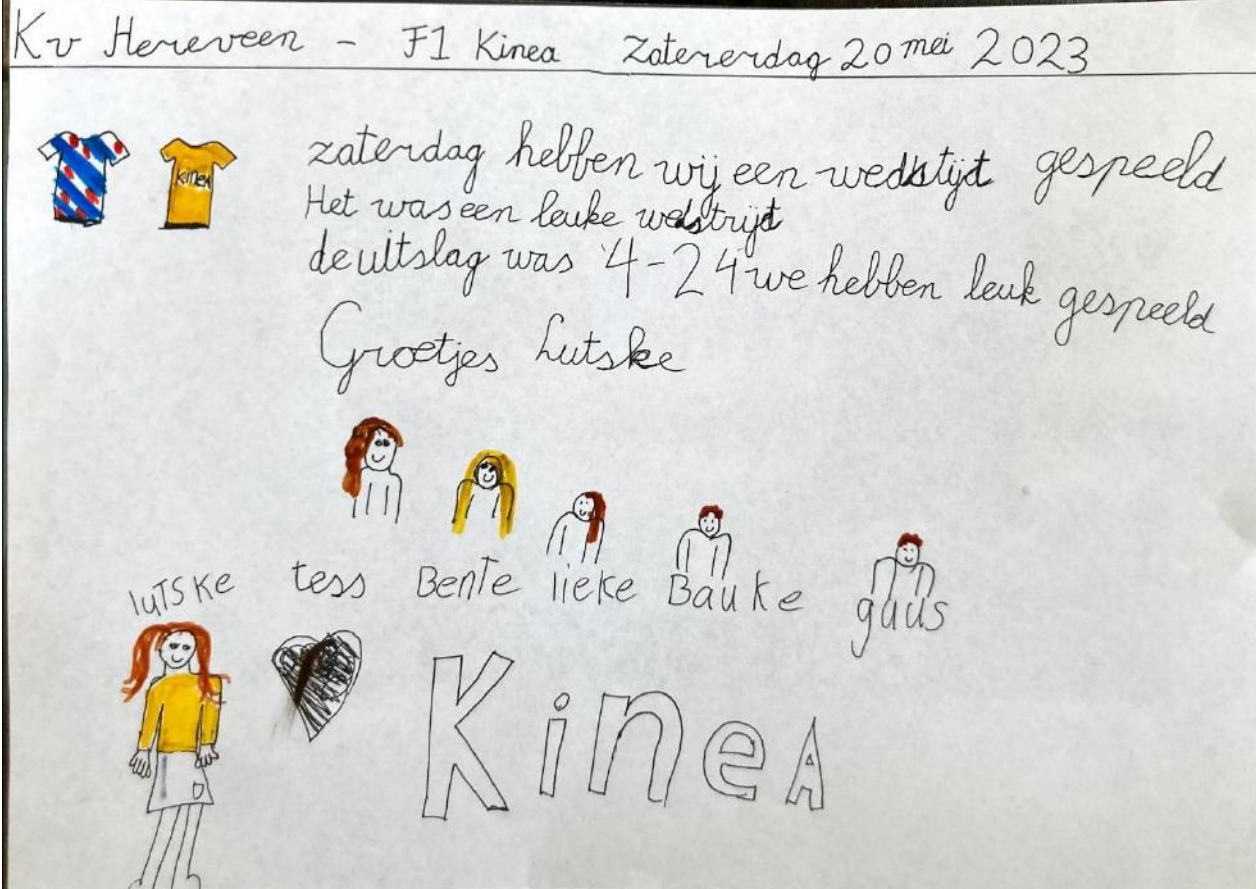 Kv Hereveen - F1 Kinea Zatererdag 20 mei 2023
KINEA
zaterdag hebben wij een wedstijt gespeeld
Het was een leuke wedstrijt
de uitslag was 4-24 we hebben leuk gespeeld
Groetjes Lutske
lutske tess Bente lieke Bauke guus
KineA